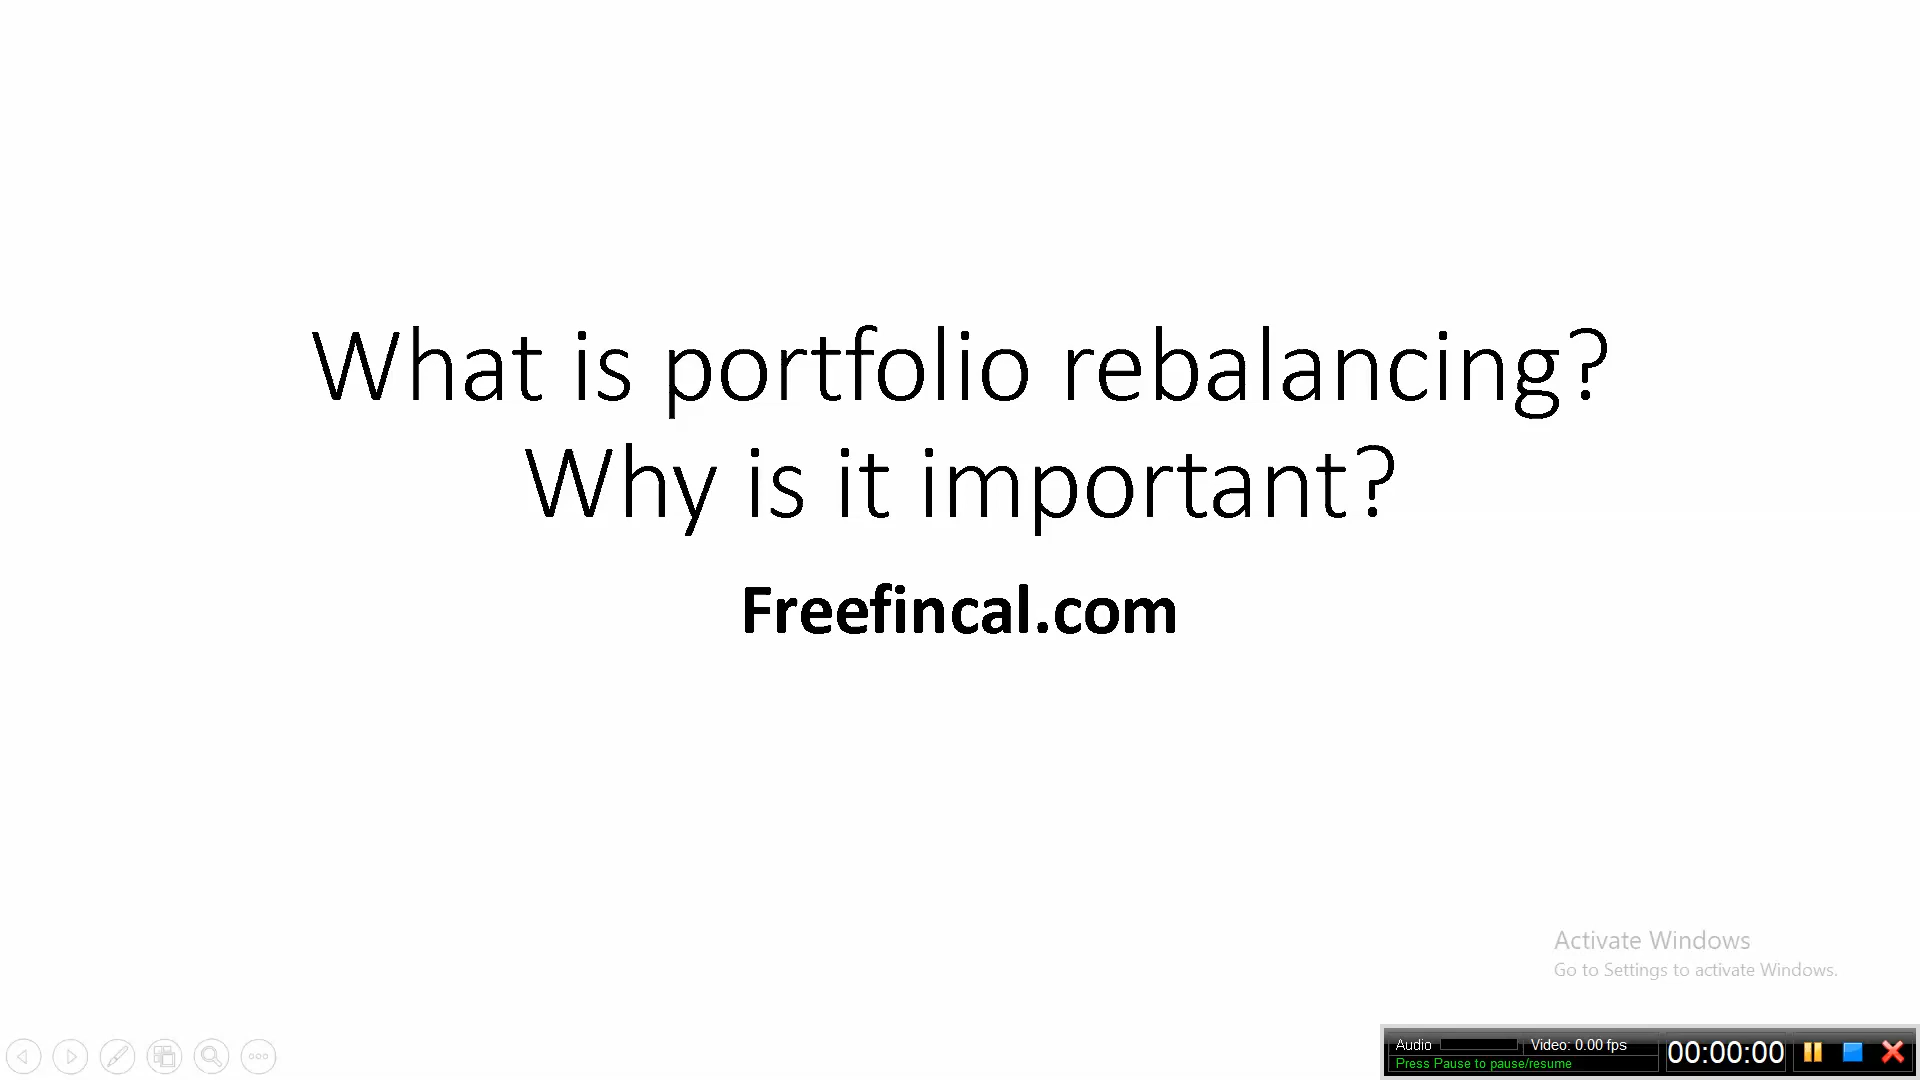 What is portfolio rebalancing?
Why is it important?
Freefincal.com
Activate Windows
Go to Settings to activate Windows.
Audio
Video: 0.00 fps
00:00:00
Press Pause to pause/resume